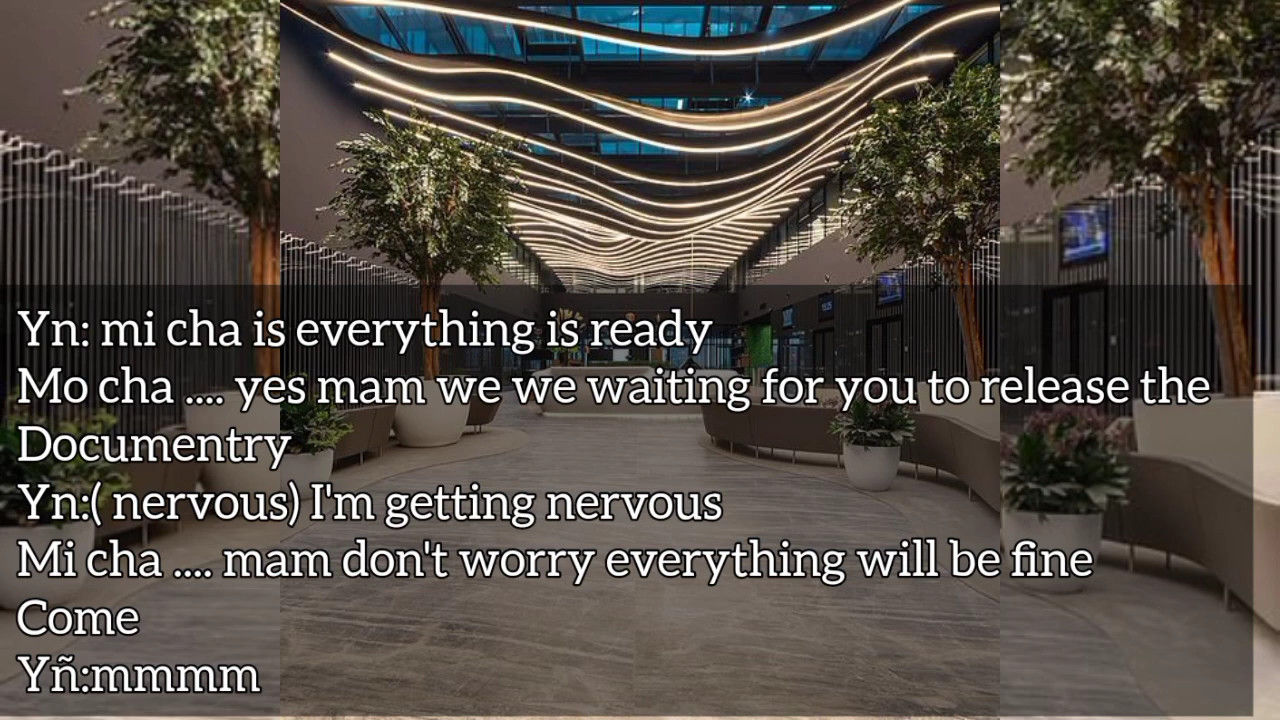 Yn: mi cha is everything is ready
Mo cha .... yes mam we we waiting for you to release the
Documentry
Yn:( nervous) I'm getting nervous
Mi cha .... mam don't worry everything will be fine
Come
Yñ:mmmm